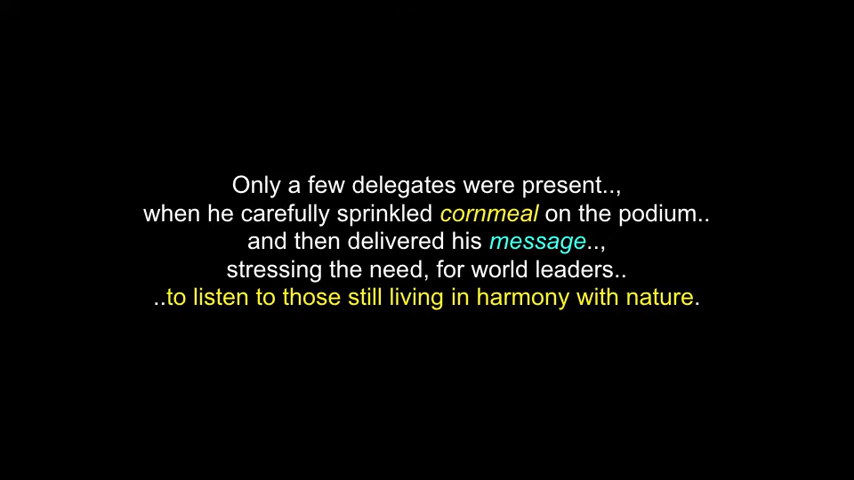 Only a few delegates were present..,
when he carefully sprinkled cornmeal on the podium..
and then delivered his message..,
stressing the need, for world leaders..
..to listen to those still living in harmony with nature.